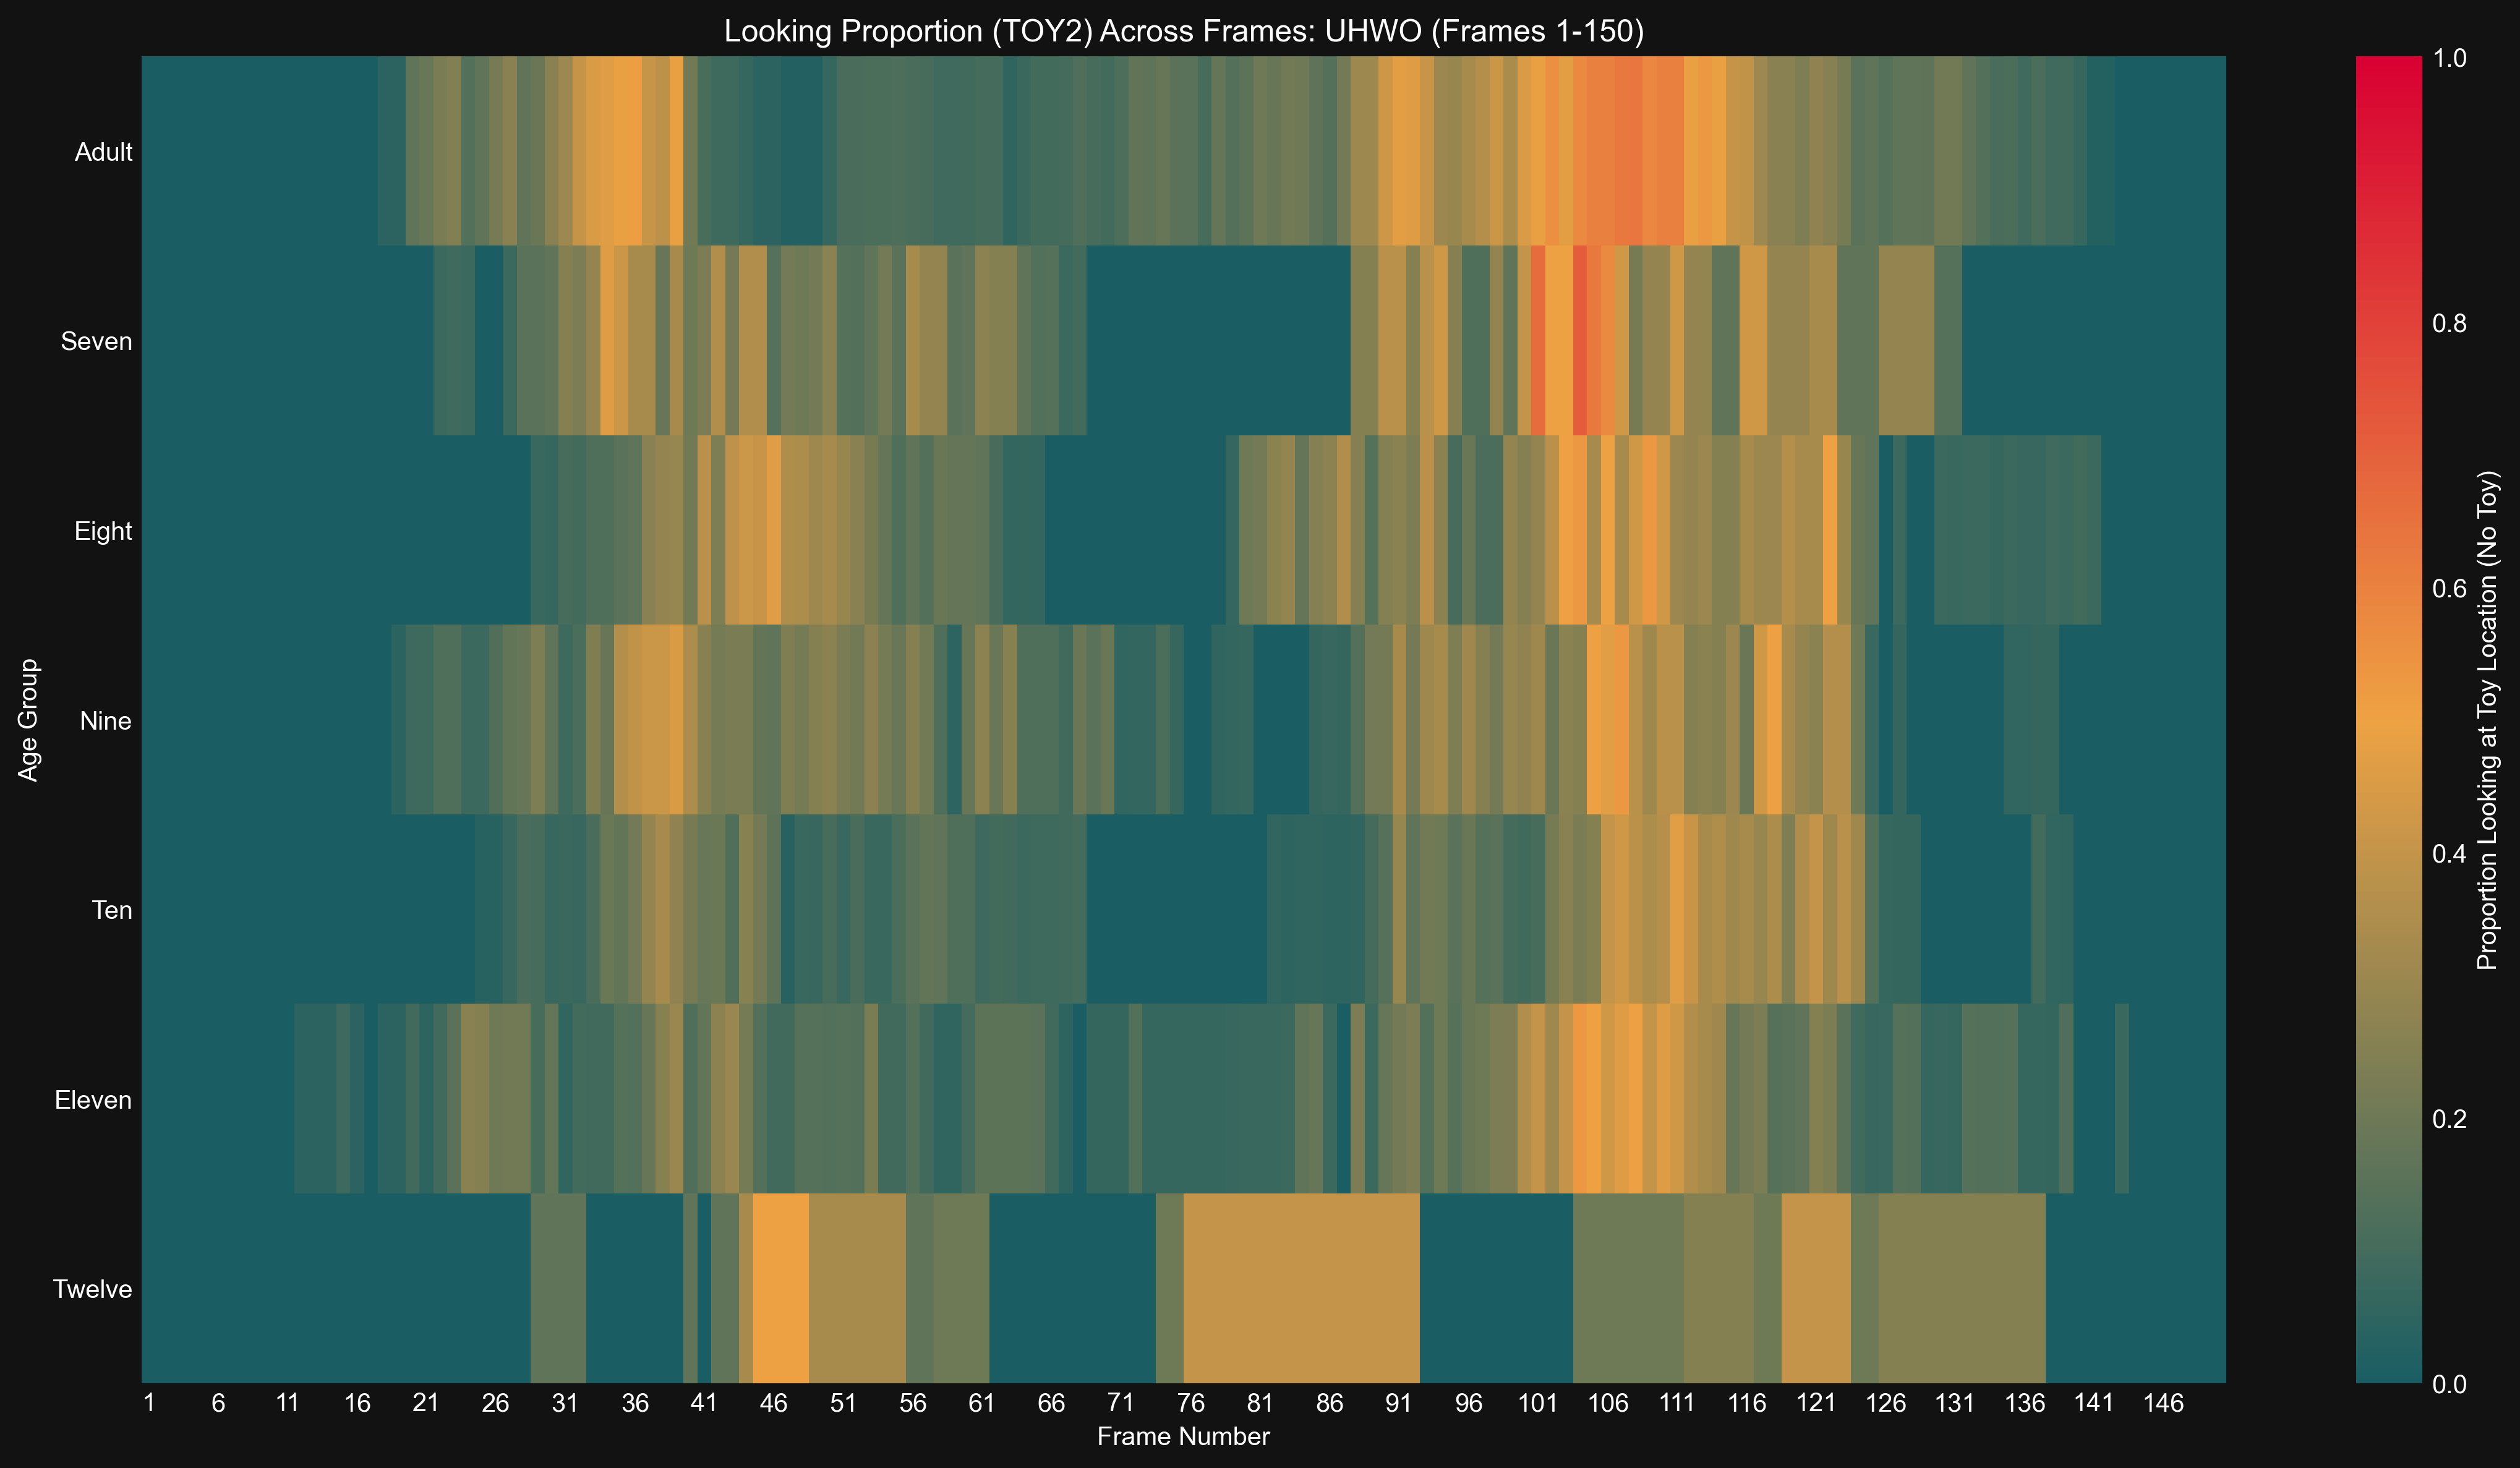 Looking Proportion (TOY2) Across Frames: UHWO (Frames 1-150)
Age Group
Adult
Seven
Eight
Nine
Ten
Eleven
Twelve
1 6 11 16 21 26 31 36 41 46 51 56 61 66 71 76 81 86 91 96 101 106 111 116 121 126 131 136 141 146
Frame Number
1.0
0.8
0.6
0.4
0.2
0.0
Proportion Looking at Toy Location (No Toy)